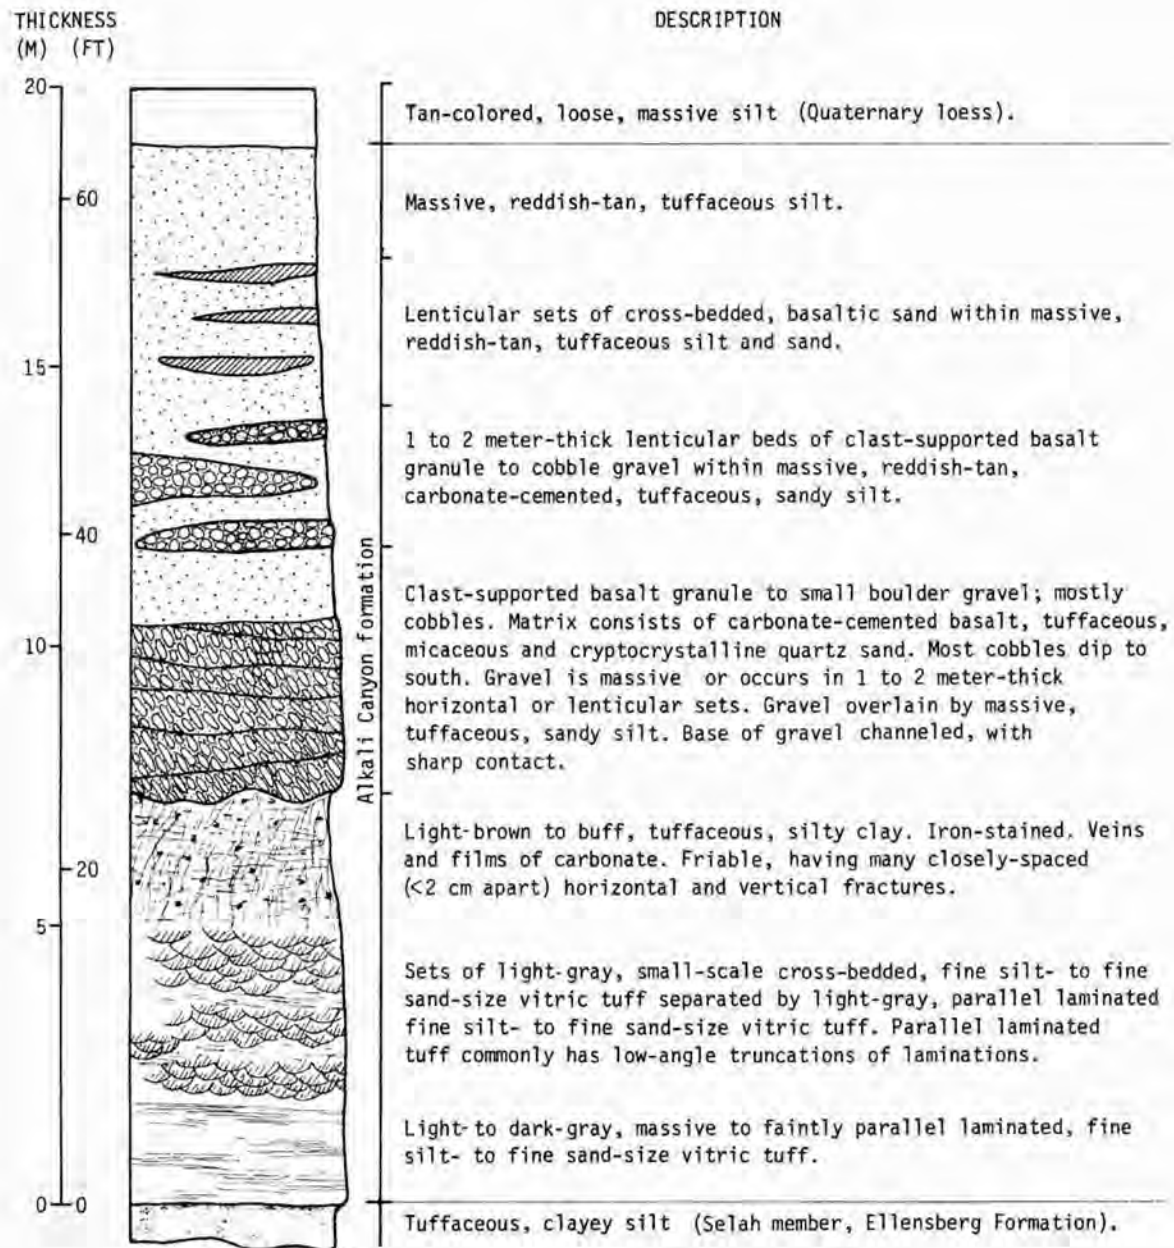 THICKNESS
(M) (FT)
DESCRIPTION
20
Tan-colored, loose, massive silt (Quaternary loess).
60
Massive, reddish-tan, tuffaceous silt.
Lenticular sets of cross-bedded, basaltic sand within massive,
reddish-tan, tuffaceous silt and sand.
15
1 to 2 meter-thick lenticular beds of clast-supported basalt
granule to cobble gravel within massive, reddish-tan,
carbonate-cemented, tuffaceous, sandy silt.
40
Alkali Canyon formation
Clast-supported basalt granule to small boulder gravel; mostly
cobbles. Matrix consists of carbonate-cemented basalt, tuffaceous,
micaceous and cryptocrystalline quartz sand. Most cobbles dip to
south. Gravel is massive or occurs in 1 to 2 meter-thick
horizontal or lenticular sets. Gravel overlain by massive,
tuffaceous, sandy silt. Base of gravel channeled, with
sharp contact.
10
Light-brown to buff, tuffaceous, silty clay. Iron-stained. Veins
and films of carbonate. Friable, having many closely-spaced
(<2 cm apart) horizontal and vertical fractures.
20
5
Sets of light-gray, small-scale cross-bedded, fine silt- to fine
sand-size vitric tuff separated by light-gray, parallel laminated
fine silt- to fine sand-size vitric tuff. Parallel laminated
tuff commonly has low-angle truncations of laminations.
Light- to dark-gray, massive to faintly parallel laminated, fine
silt- to fine sand-size vitric tuff.
0 0
Tuffaceous, clayey silt (Selah member, Ellensberg Formation).